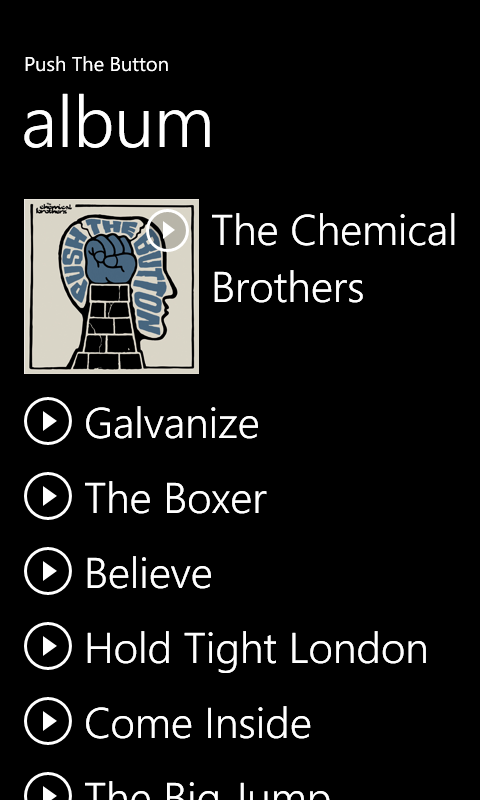 Push The Button
album
the chemical
brothers
PUSH THE BUTTON
The Chemical
Brothers
Galvanize
The Boxer
Believe
Hold Tight London
Come Inside
The Big Jump